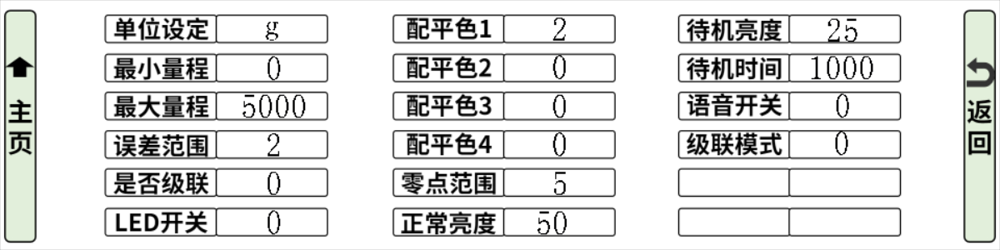 主页
单位设定 g
最小量程 0
最大量程 5000
误差范围 2
是否级联 0
LED开关 0
配平色1 2
配平色2 0
配平色3 0
配平色4 0
零点范围 5
正常亮度 50
待机亮度 25
待机时间 1000
语音开关 0
级联模式 0
返回